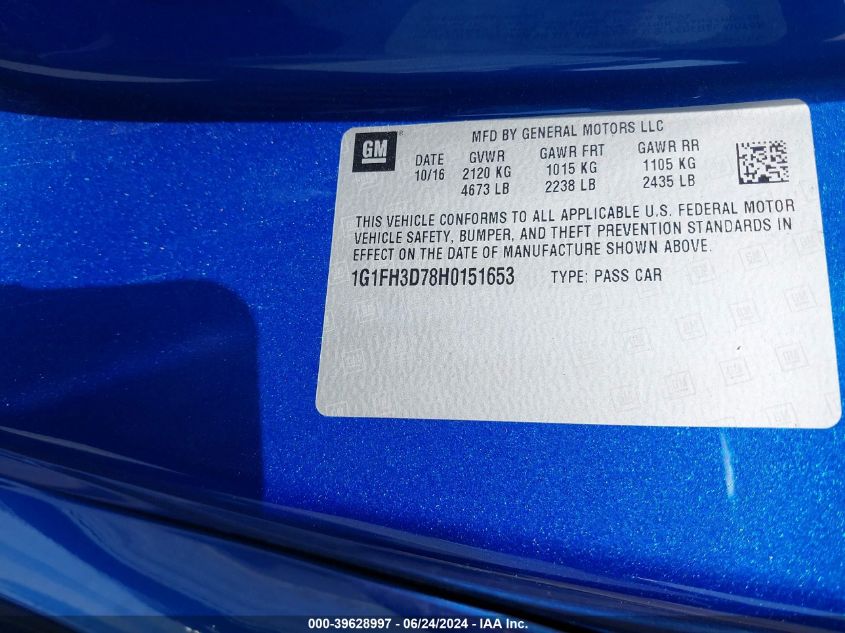 GM®
MFD BY GENERAL MOTORS LLC
DATE GVWR GAWR FRT GAWR RR
10/16 2120 KG 1015 KG 1105 KG
4673 LB 2238 LB 2435 LB
THIS VEHICLE CONFORMS TO ALL APPLICABLE U.S. FEDERAL MOTOR
VEHICLE SAFETY, BUMPER, AND THEFT PREVENTION STANDARDS IN
EFFECT ON THE DATE OF MANUFACTURE SHOWN ABOVE.
1G1FH3D78H0151653 TYPE: PASS CAR
000-39628997 / 06/24/2024 - IAA Inc.